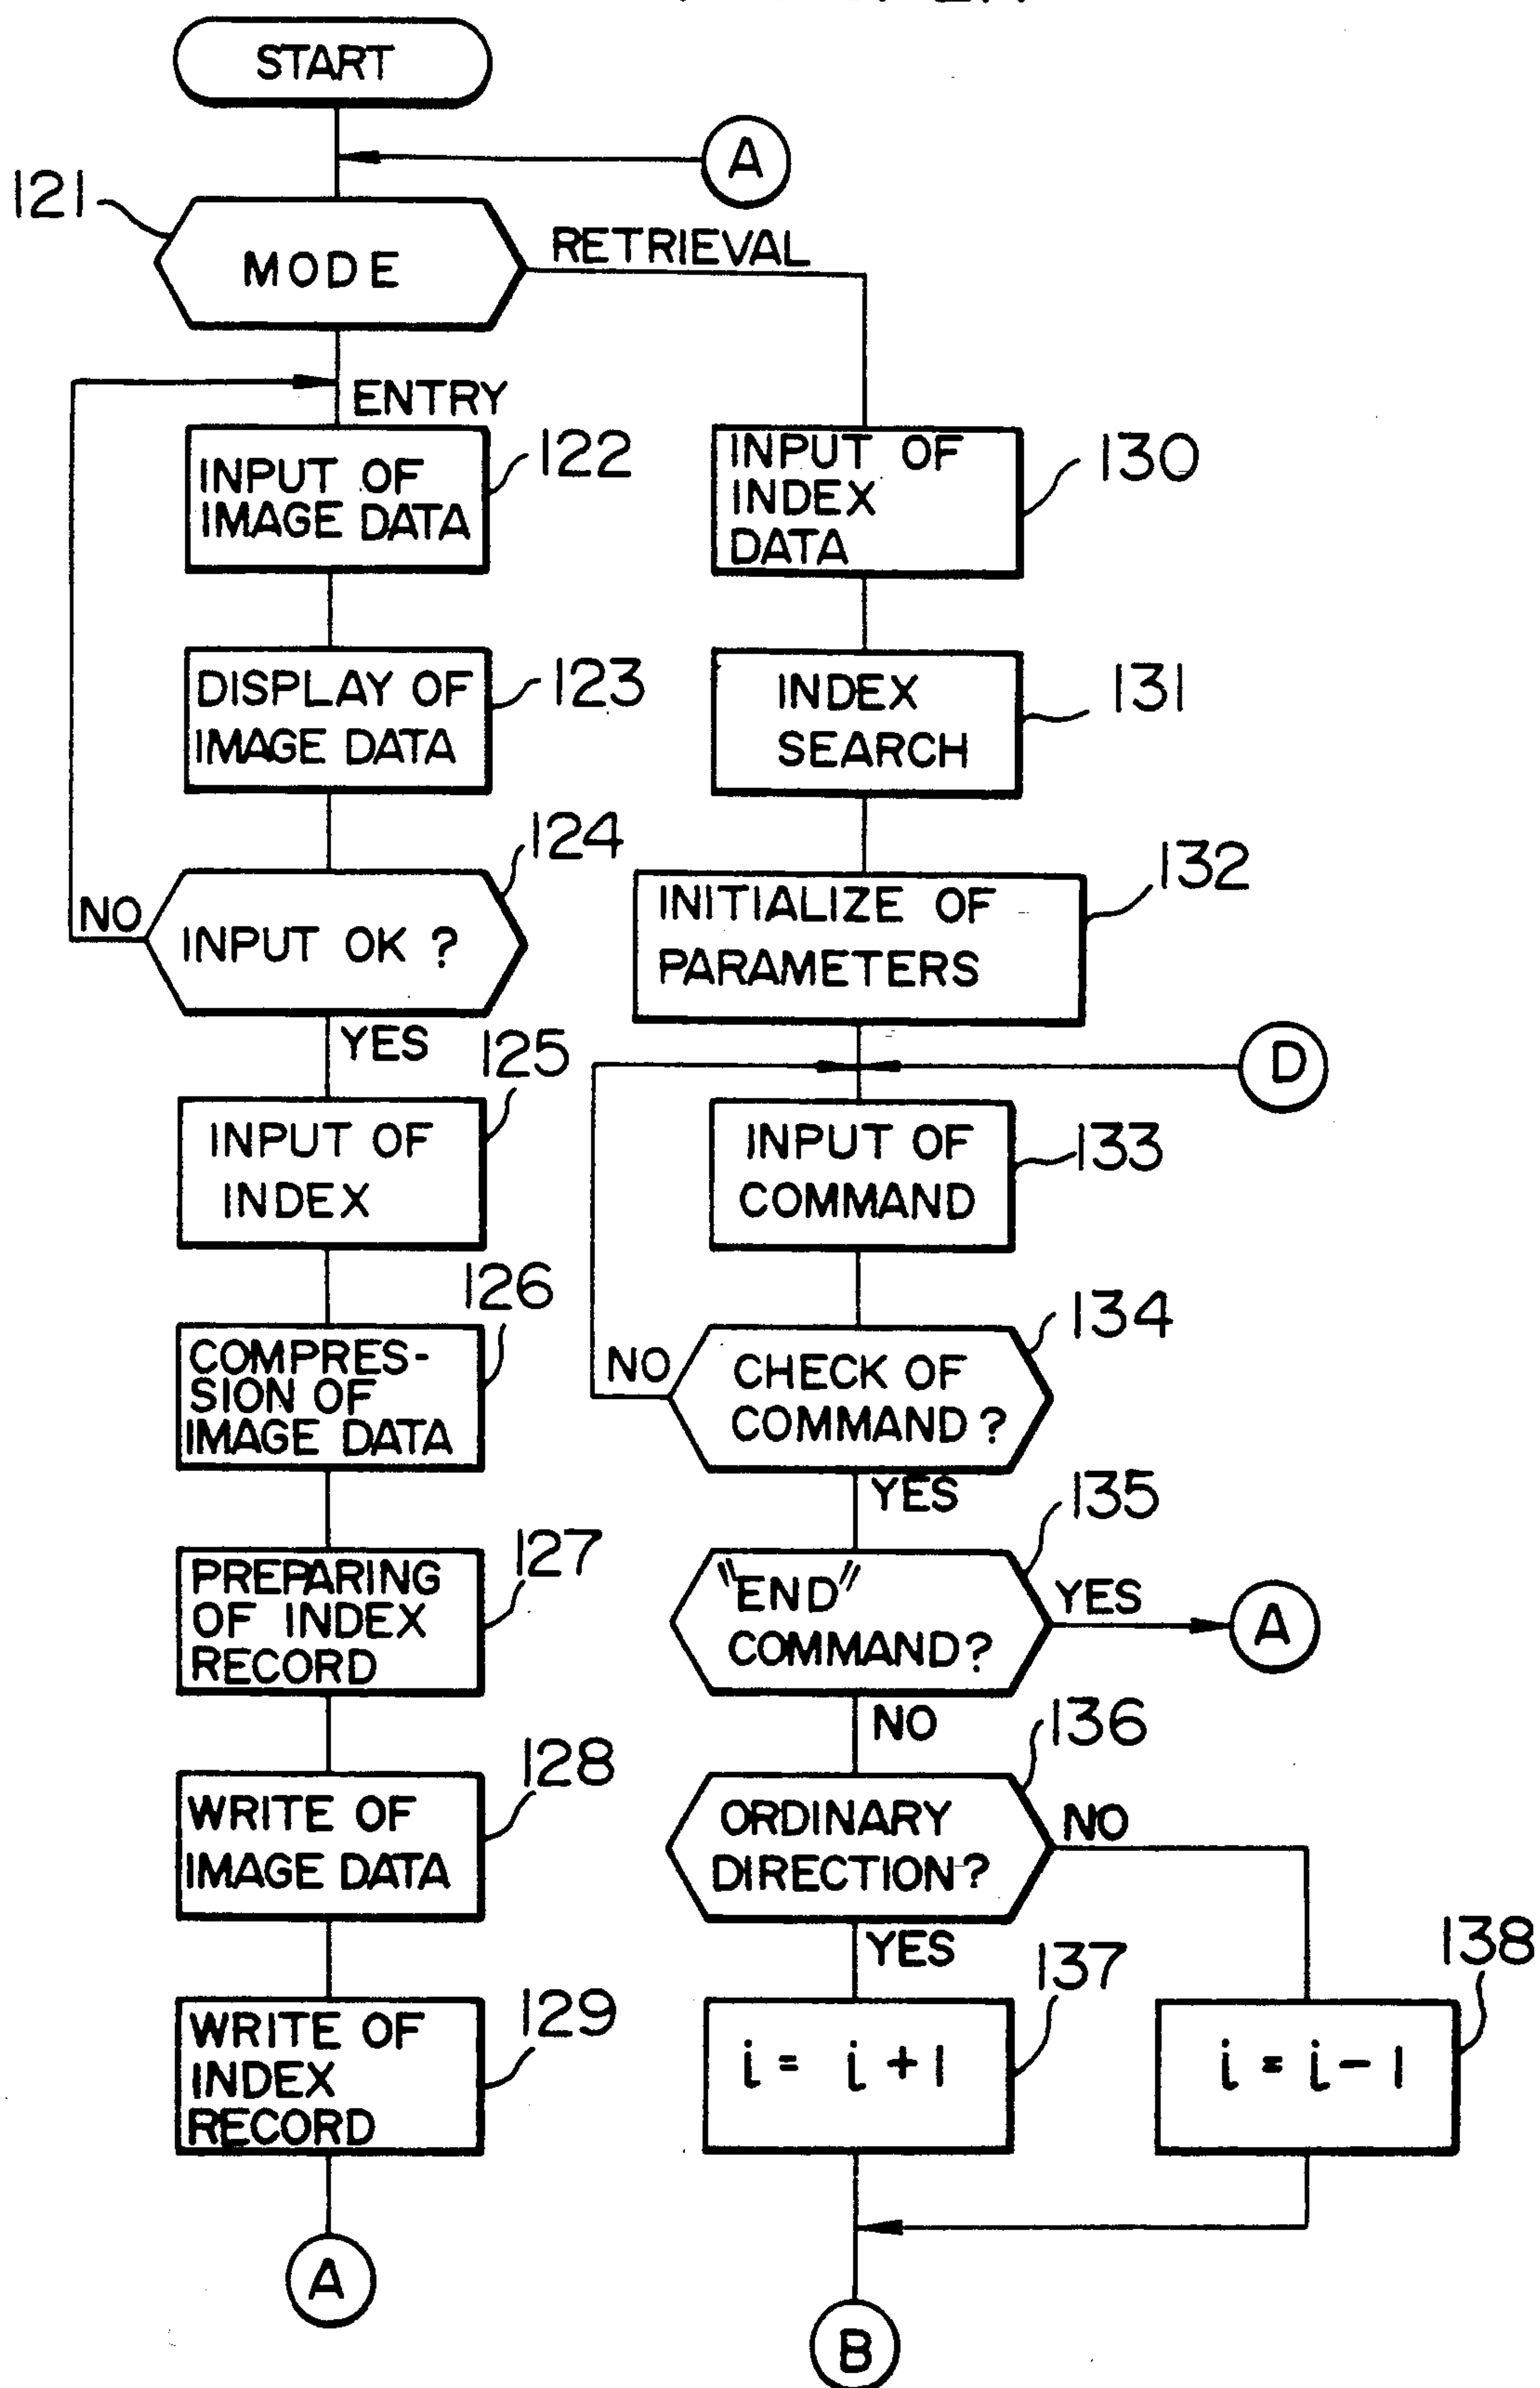 START
A
121
MODE
RETRIEVAL
ENTRY
INPUT OF
IMAGE DATA
122
DISPLAY OF
IMAGE DATA
123
124
NO
INPUT OK ?
YES
125
INPUT OF
INDEX
126
COMPRES-
SION OF
IMAGE DATA
127
PREPARING
OF INDEX
RECORD
128
WRITE OF
IMAGE DATA
129
WRITE OF
INDEX
RECORD
A
INPUT OF
INDEX
DATA
130
INDEX
SEARCH
131
INITIALIZE OF
PARAMETERS
132
D
INPUT OF
COMMAND
133
134
NO
CHECK OF
COMMAND ?
YES
135
"END"
COMMAND?
YES
A
NO
136
ORDINARY
DIRECTION?
NO
YES
137
i = i + 1
138
i = i - 1
B